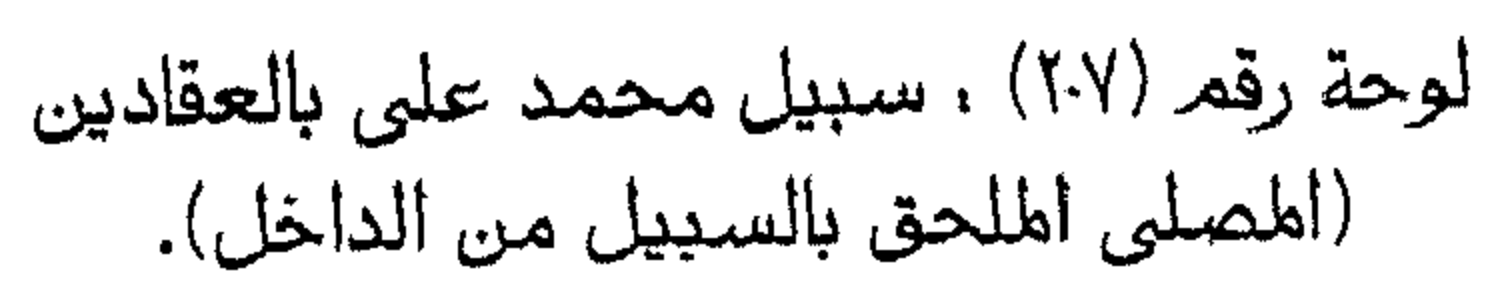 لوحة رقم (٢٠٧) ، سبيل محمد على بالعقادين
(المصلى الملحق بالسبيل من الداخل).